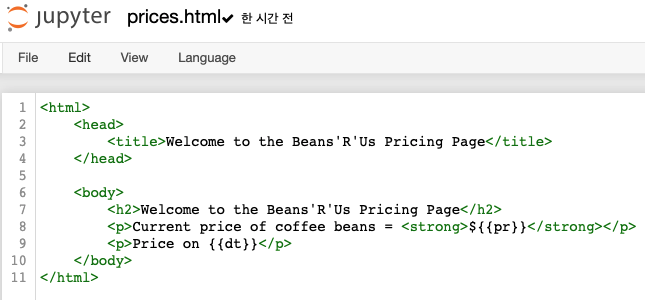 jupyter prices.html✔ 한 시간 전
File Edit View Language
1 <html>
2     <head>
3         <title>Welcome to the Beans'R'Us Pricing Page</title>
4     </head>
5
6     <body>
7         <h2>Welcome to the Beans'R'Us Pricing Page</h2>
8         <p>Current price of coffee beans = <strong>${{pr}}</strong></p>
9         <p>Price on {{dt}}</p>
10     </body>
11 </html>